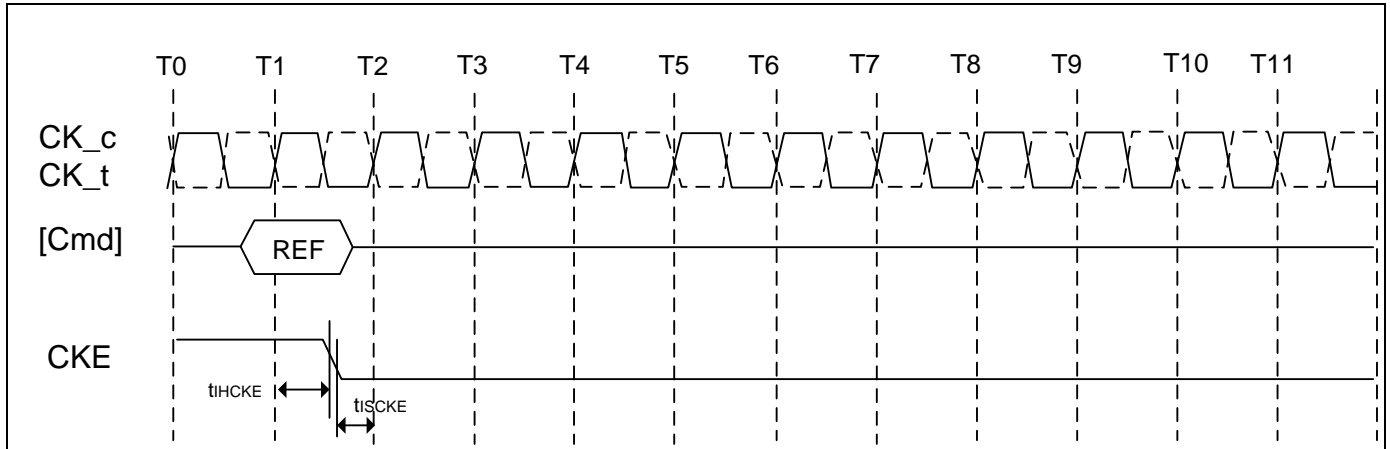 T0 T1 T2 T3 T4 T5 T6 T7 T8 T9 T10 T11
CK_c
CK_t
[Cmd] REF
CKE
tIHCKE
tISCKE